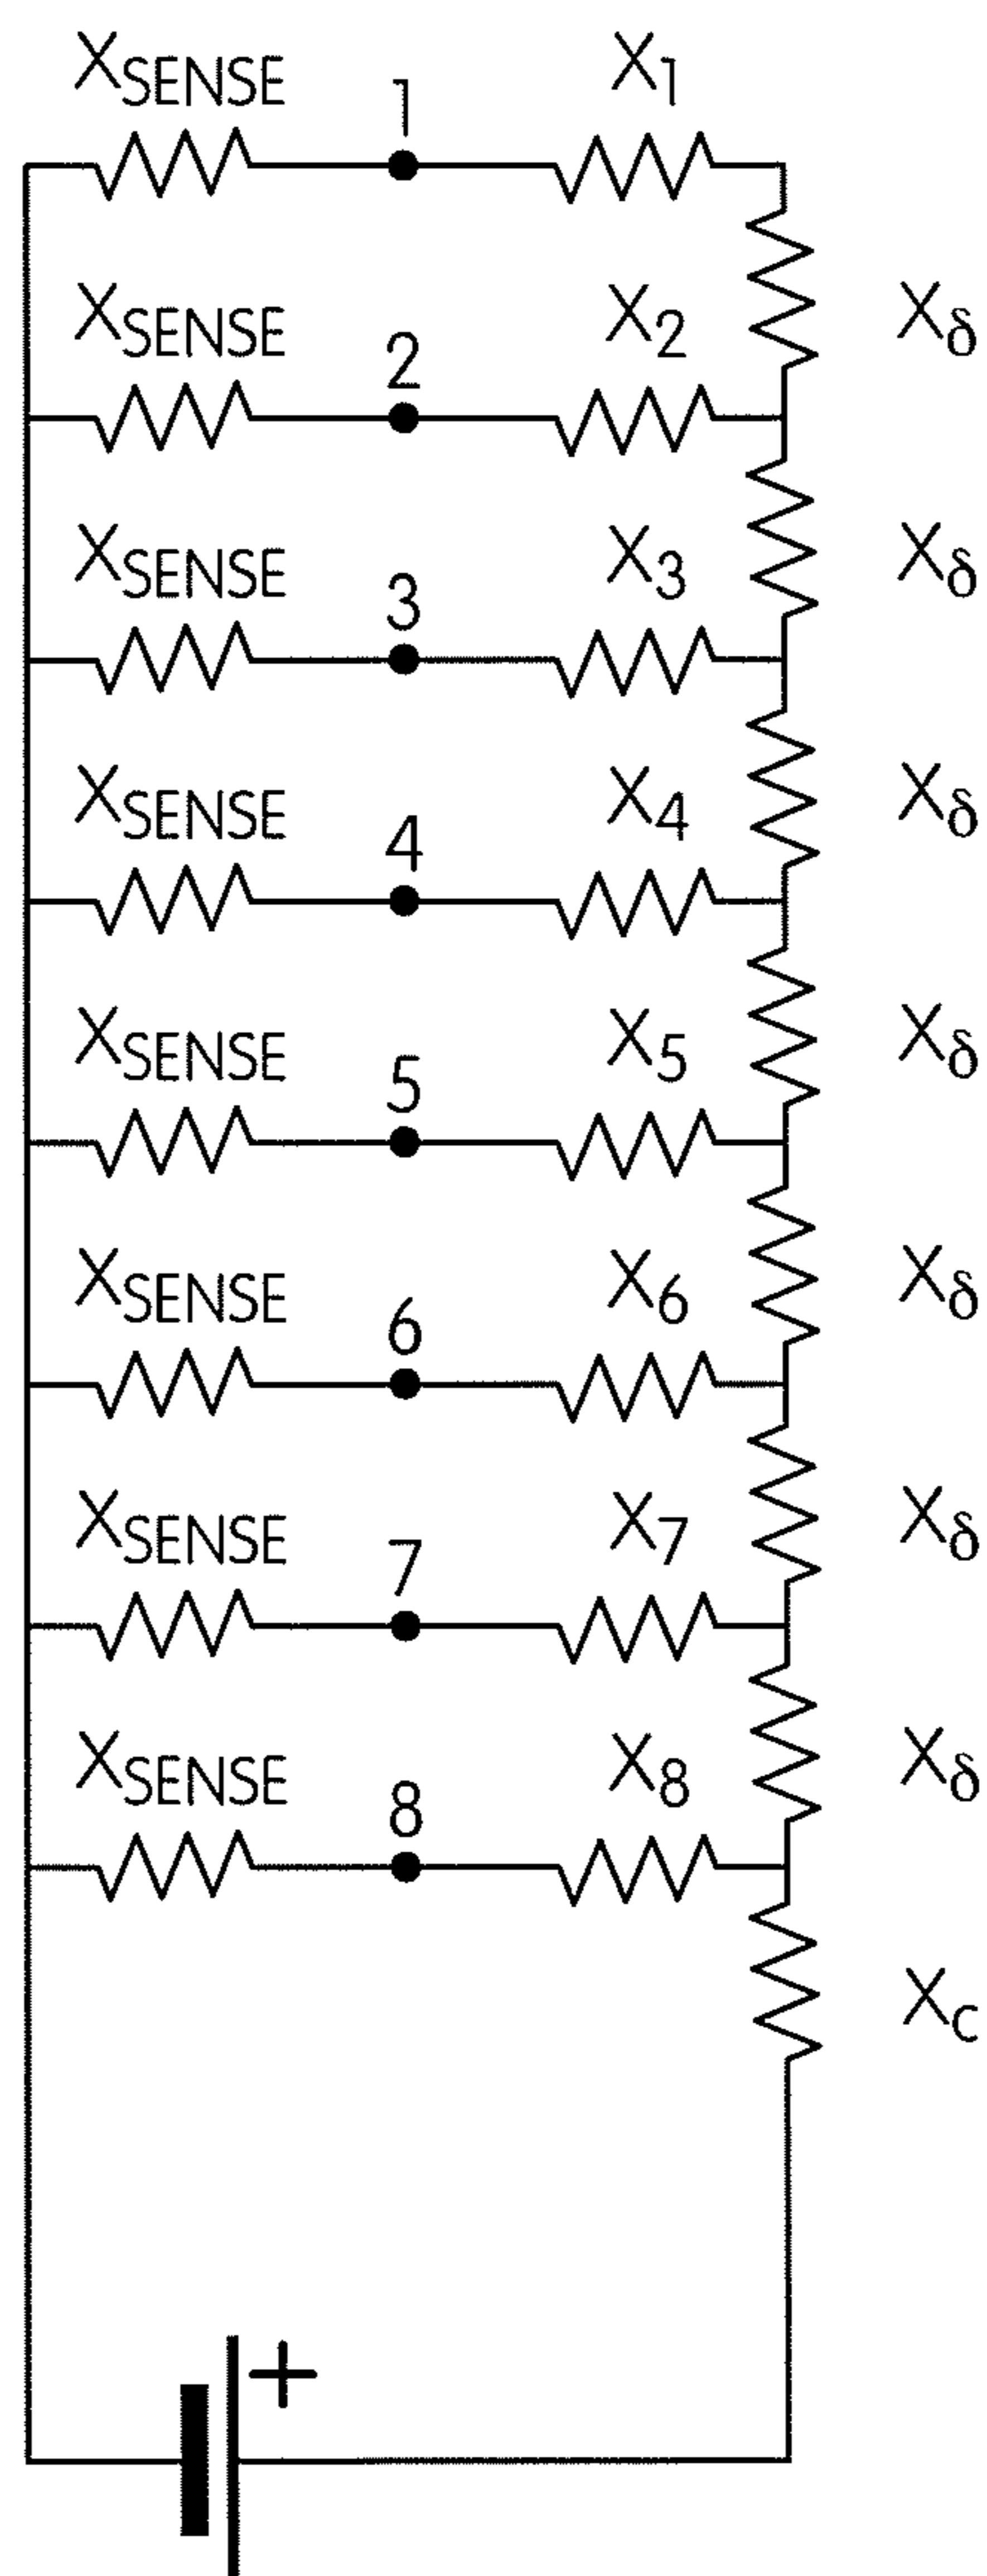 XSENSE 1 X1
Xδ
XSENSE 2 X2
Xδ
XSENSE 3 X3
Xδ
XSENSE 4 X4
Xδ
XSENSE 5 X5
Xδ
XSENSE 6 X6
Xδ
XSENSE 7 X7
Xδ
XSENSE 8 X8
XC
+